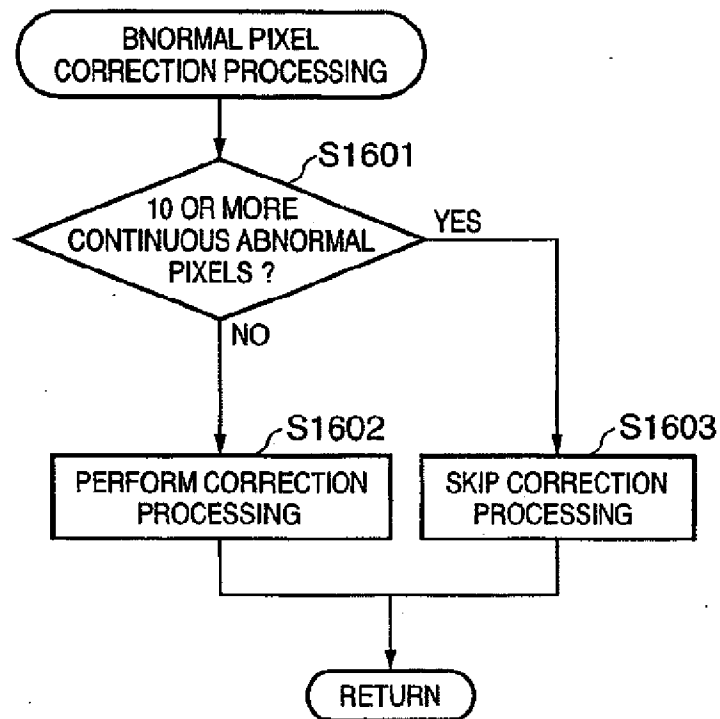 BNORMAL PIXEL
CORRECTION PROCESSING
S1601
10 OR MORE
CONTINUOUS ABNORMAL
PIXELS ?
YES
NO
S1602
PERFORM CORRECTION
PROCESSING
S1603
SKIP CORRECTION
PROCESSING
RETURN